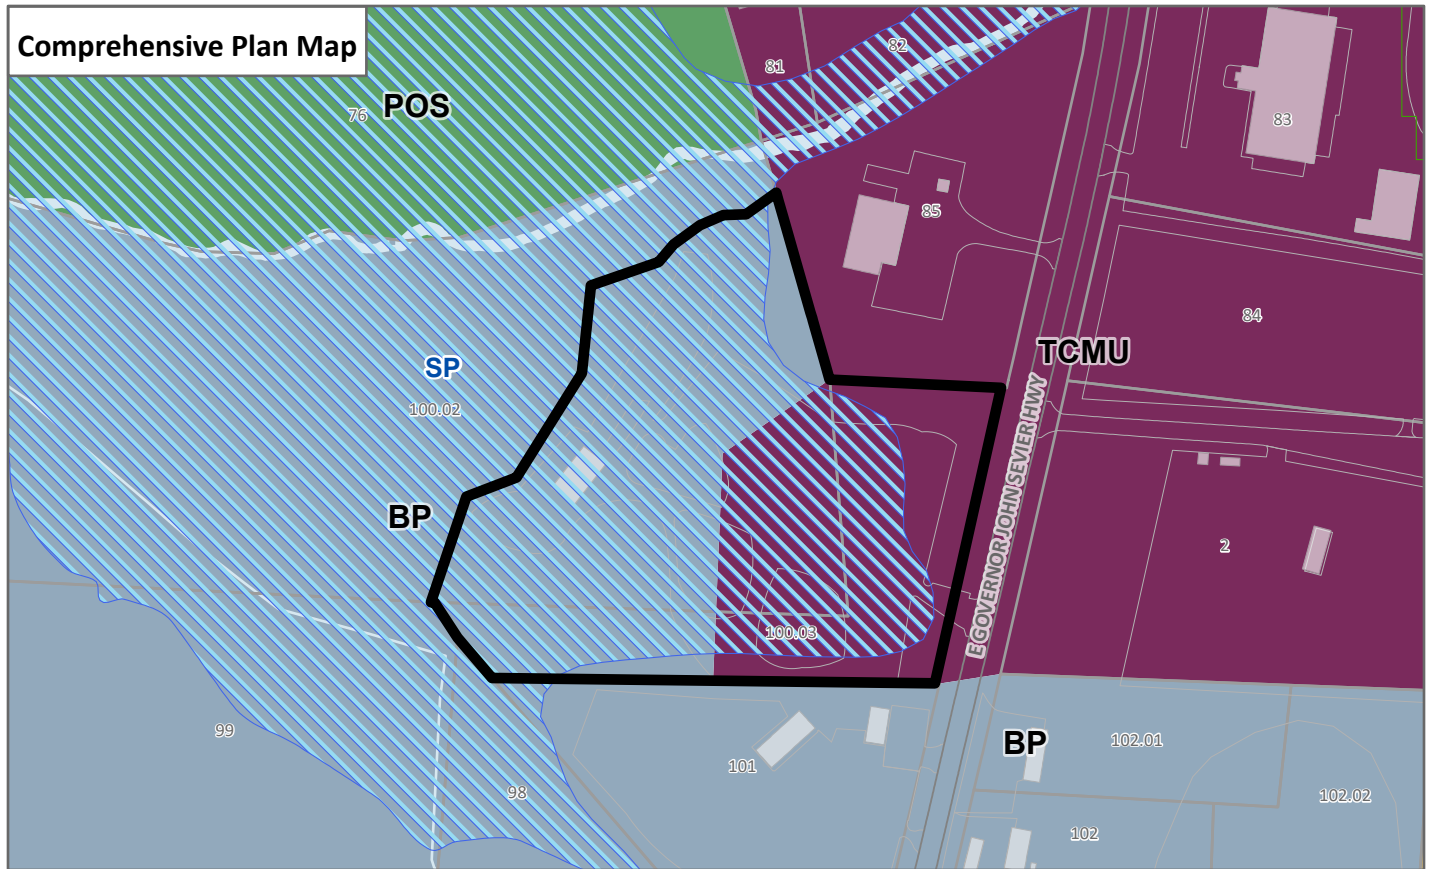 Comprehensive Plan Map
82
81
76
POS
83
85
84
TCMU
SP
100.02
E GOVERNOR JOHN SEVIER HWY
BP
2
100.03
99
BP
102.01
101
98
102.02
102